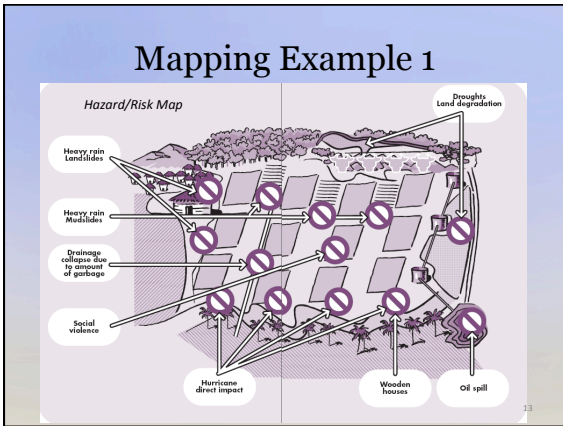 Mapping Example 1
Hazard/Risk Map
Droughts
Land degradation
Heavy rain
Landslides
Heavy rain
Mudslides
Drainage
collapse due
to amount
of garbage
Social
violence
Hurricane
direct impact
Wooden
houses
Oil spill
13